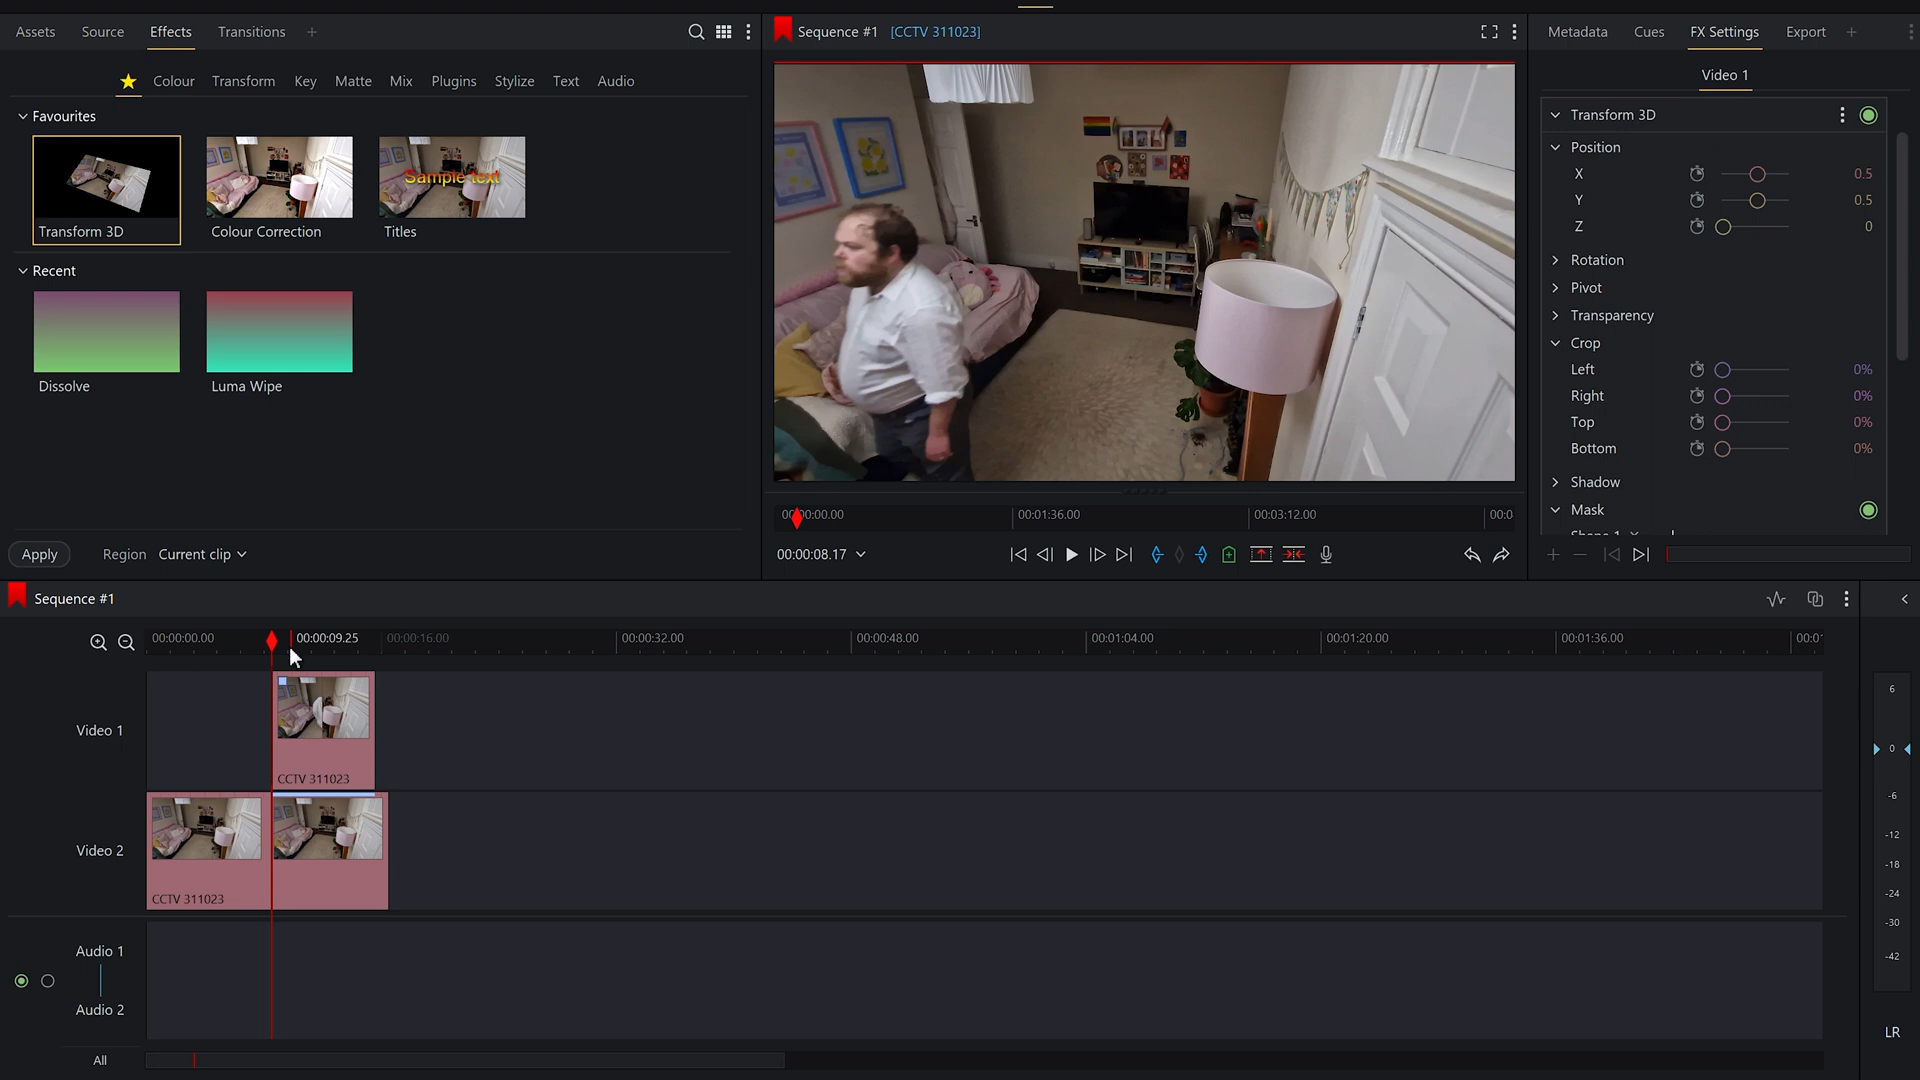 Assets Source Effects Transitions +
Colour Transform Key Matte Mix Plugins Stylize Text Audio
Favourites
Sample text
Transform 3D Colour Correction Titles
Recent
Dissolve Luma Wipe
Apply Region Current clip
Sequence #1 [CCTV 311023]
00:00:00.00 00:01:36.00 00:03:12.00 00:0
00:00:08.17
Metadata Cues FX Settings Export +
Video 1
Transform 3D
Position
X 0.5
Y 0.5
Z 0
Rotation
Pivot
Transparency
Crop
Left 0%
Right 0%
Top 0%
Bottom 0%
Shadow
Mask
Sequence #1
00:00:00.00 00:00:09.25 00:00:16.00 00:00:32.00 00:00:48.00 00:01:04.00 00:01:20.00 00:01:36.00 00:0
Video 1
CCTV 311023
Video 2
CCTV 311023
Audio 1
Audio 2
All
6
0
-6
-12
-18
-24
-30
-42
LR